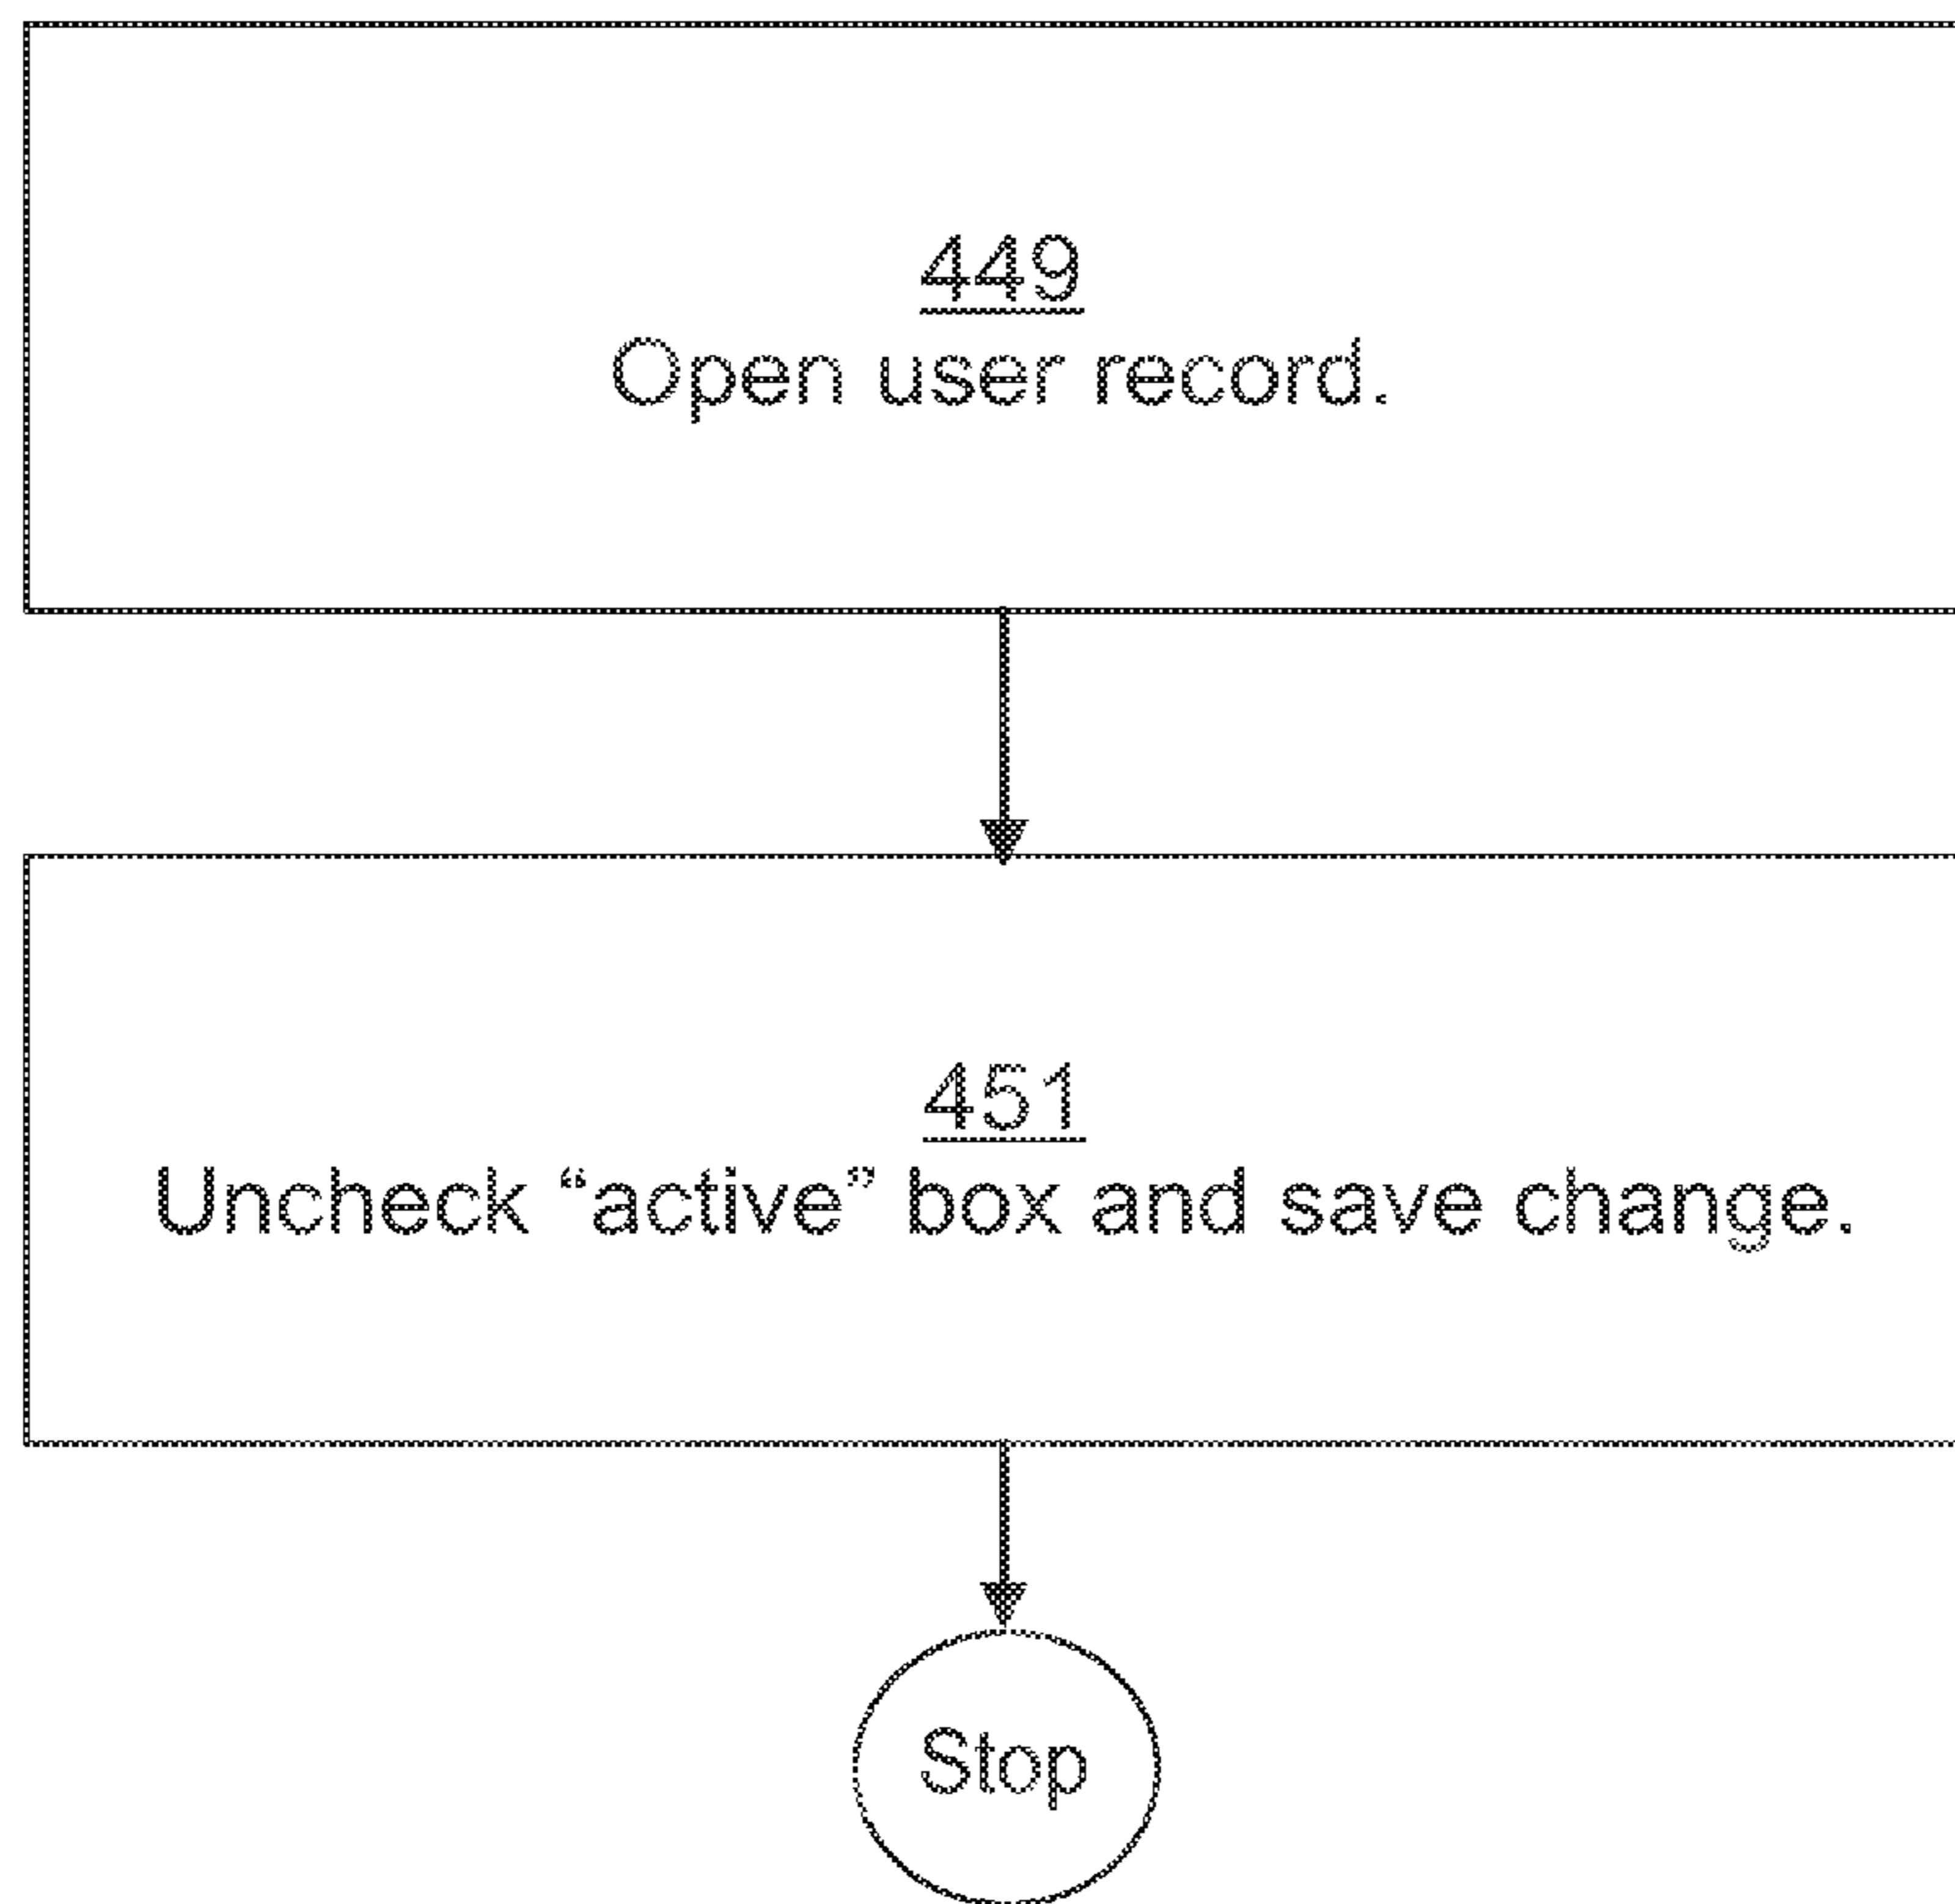 449
Open user record.
451
Uncheck “active” box and save change.
Stop